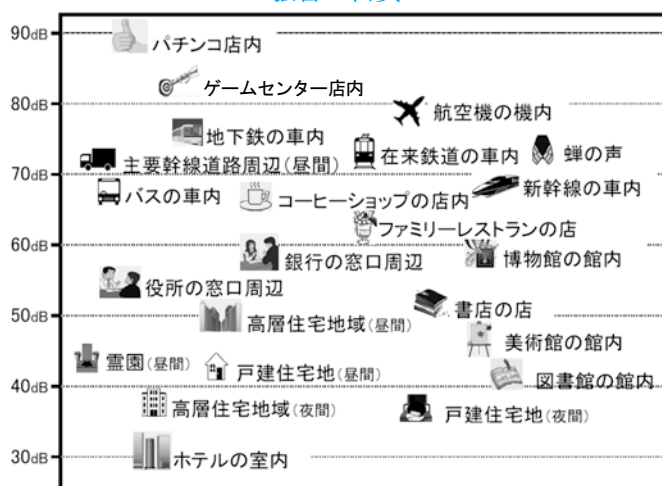 90dB
パチンコ店内
ゲームセンター店内
80dB
航空機の機内
地下鉄の車内
在来鉄道の車内
蝉の声
主要幹線道路周辺(昼間)
70dB
バスの車内
コーヒーショップの店内
新幹線の車内
ファミリーレストランの店
60dB
銀行の窓口周辺
博物館の館内
役所の窓口周辺
50dB
書店の店
高層住宅地域(昼間)
美術館の館内
霊園(昼間)
戸建住宅地(昼間)
図書館の館内
40dB
高層住宅地域(夜間)
戸建住宅地(夜間)
30dB
ホテルの室内